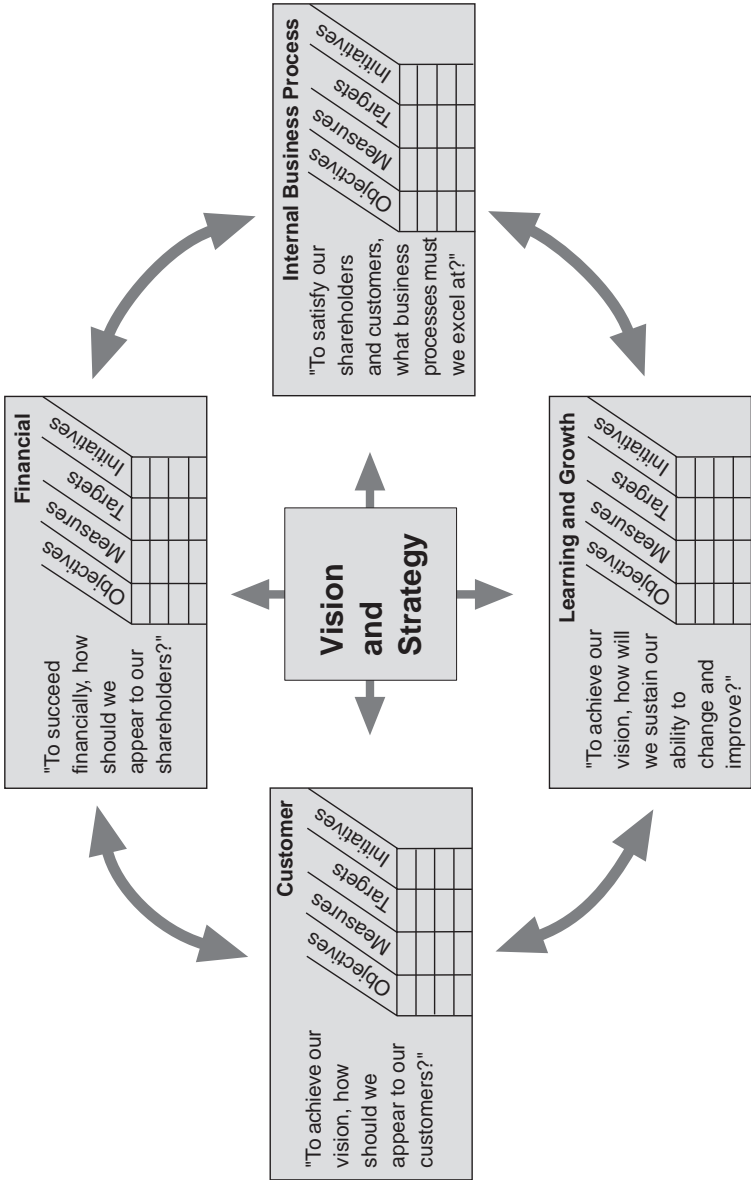 Financial
"To succeed
financially, how
should we
appear to our
shareholders?"
Objectives
Measures
Targets
Initiatives
Customer
"To achieve our
vision, how
should we
appear to our
customers?"
Objectives
Measures
Targets
Initiatives
Vision
and
Strategy
Internal Business Process
"To satisfy our
shareholders
and customers,
what business
processes must
we excel at?"
Objectives
Measures
Targets
Initiatives
Learning and Growth
"To achieve our
vision, how will
we sustain our
ability to
change and
improve?"
Objectives
Measures
Targets
Initiatives